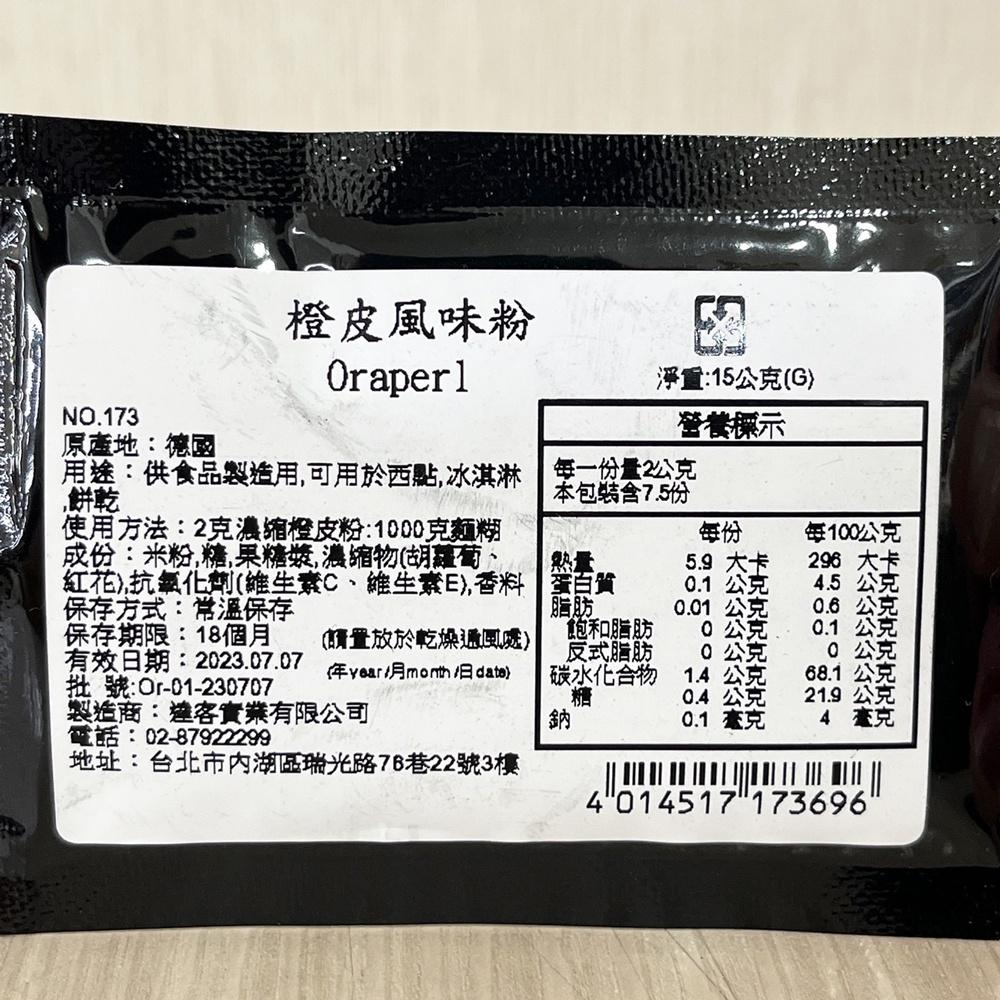 橙皮風味粉
Oraperl
淨重:15公克(G)
NO.173
原產地：德國
用途：供食品製造用,可用於西點,冰淇淋
,餅乾
使用方法：2克濃縮橙皮粉:1000克麵糊
成份：米粉,糖,果糖漿,濃縮物(胡蘿蔔、
紅花),抗氧化劑(維生素C、維生素E),香料
保存方式：常溫保存
保存期限：18個月 (請置放於乾燥通風處)
有效日期：2023.07.07 (年year/月month/日date)
批 號:Or-01-230707
製造商：達客實業有限公司
電話：02-87922299
地址：台北市內湖區瑞光路76巷22號3樓
營養標示
每一份量2公克
本包裝含7.5份
每份 每100公克
熱量 5.9 大卡 296 大卡
蛋白質 0.1 公克 4.5 公克
脂肪 0.01 公克 0.6 公克
飽和脂肪 0 公克 0.1 公克
反式脂肪 0 公克 0 公克
碳水化合物 1.4 公克 68.1 公克
糖 0.4 公克 21.9 公克
鈉 0.1 毫克 4 毫克
4 014517 173696